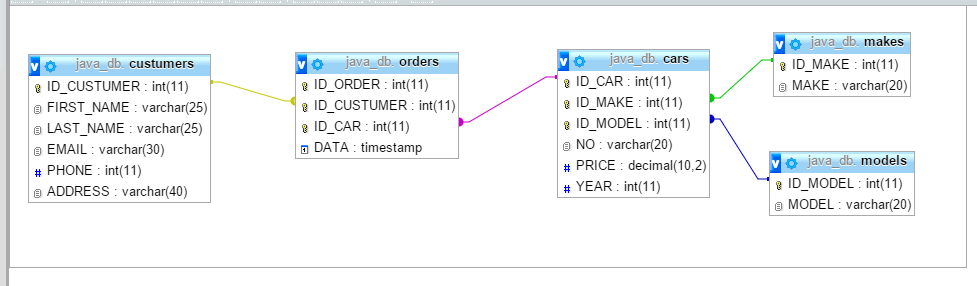 java_db. custumers
ID_CUSTUMER : int(11)
FIRST_NAME : varchar(25)
LAST_NAME : varchar(25)
EMAIL : varchar(30)
PHONE : int(11)
ADDRESS : varchar(40)
java_db. orders
ID_ORDER : int(11)
ID_CUSTUMER : int(11)
ID_CAR : int(11)
DATA : timestamp
java_db. cars
ID_CAR : int(11)
ID_MAKE : int(11)
ID_MODEL : int(11)
NO : varchar(20)
PRICE : decimal(10,2)
YEAR : int(11)
java_db. makes
ID_MAKE : int(11)
MAKE : varchar(20)
java_db. models
ID_MODEL : int(11)
MODEL : varchar(20)